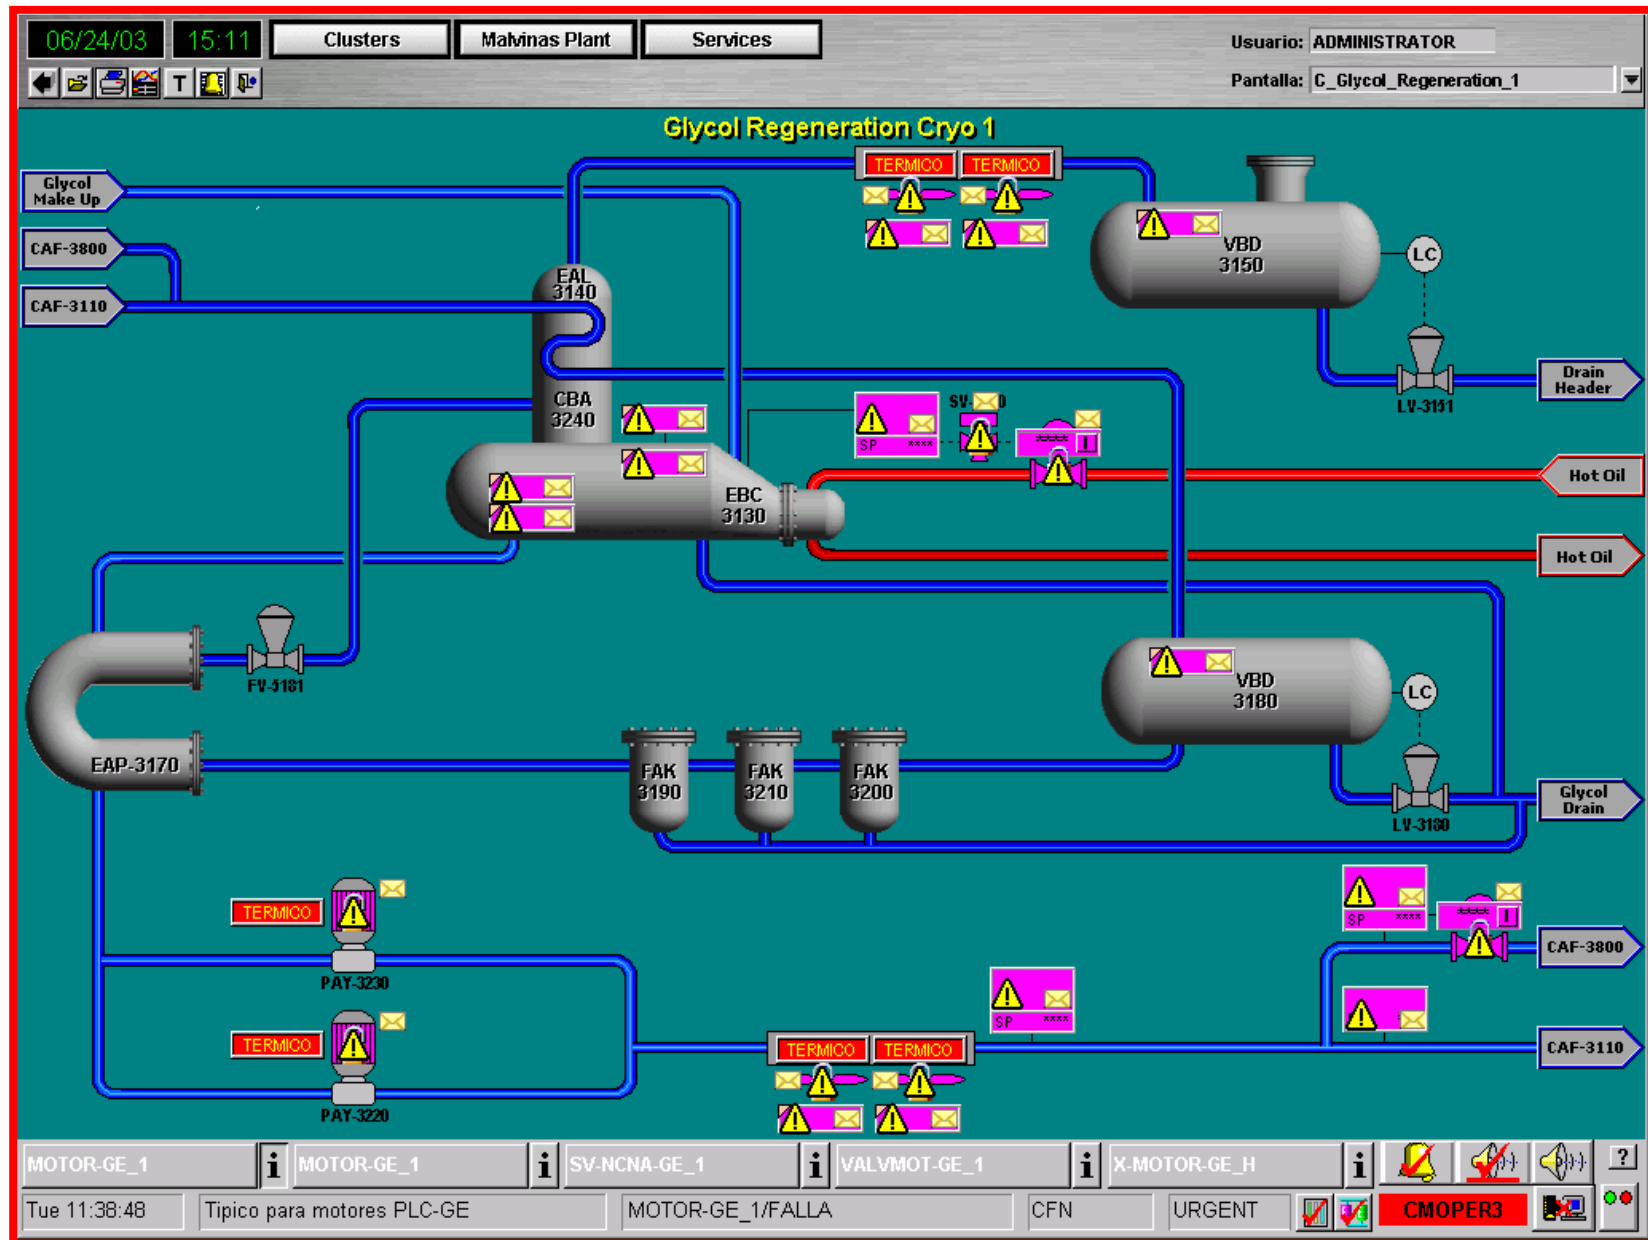 06/24/03
15:11
Clusters
Malvinas Plant
Services
Usuario: ADMINISTRATOR
T
Pantalla: C_Glycol_Regeneration_1
Glycol Regeneration Cryo 1
TERMICO
TERMICO
Glycol
Make Up
CAF-3800
CAF-3110
EAL
3140
VBD
3150
LC
Drain
Header
LV-3151
CBA
3240
SP ****
****
I
Hot Oil
EBC
3130
Hot Oil
FV-5181
VBD
3180
LC
EAP-3170
FAK
3190
FAK
3210
FAK
3200
Glycol
Drain
LV-3180
TERMICO
PAY-3230
SP ****
****
I
CAF-3800
SP ****
TERMICO
PAY-3220
TERMICO
TERMICO
CAF-3110
MOTOR-GE_1
i
MOTOR-GE_1
i
SV-NCNA-GE_1
i
VALVMOT-GE_1
i
X-MOTOR-GE_H
i
?
Tue 11:38:48
Tipico para motores PLC-GE
MOTOR-GE_1/FALLA
CFN
URGENT
CMOPER3